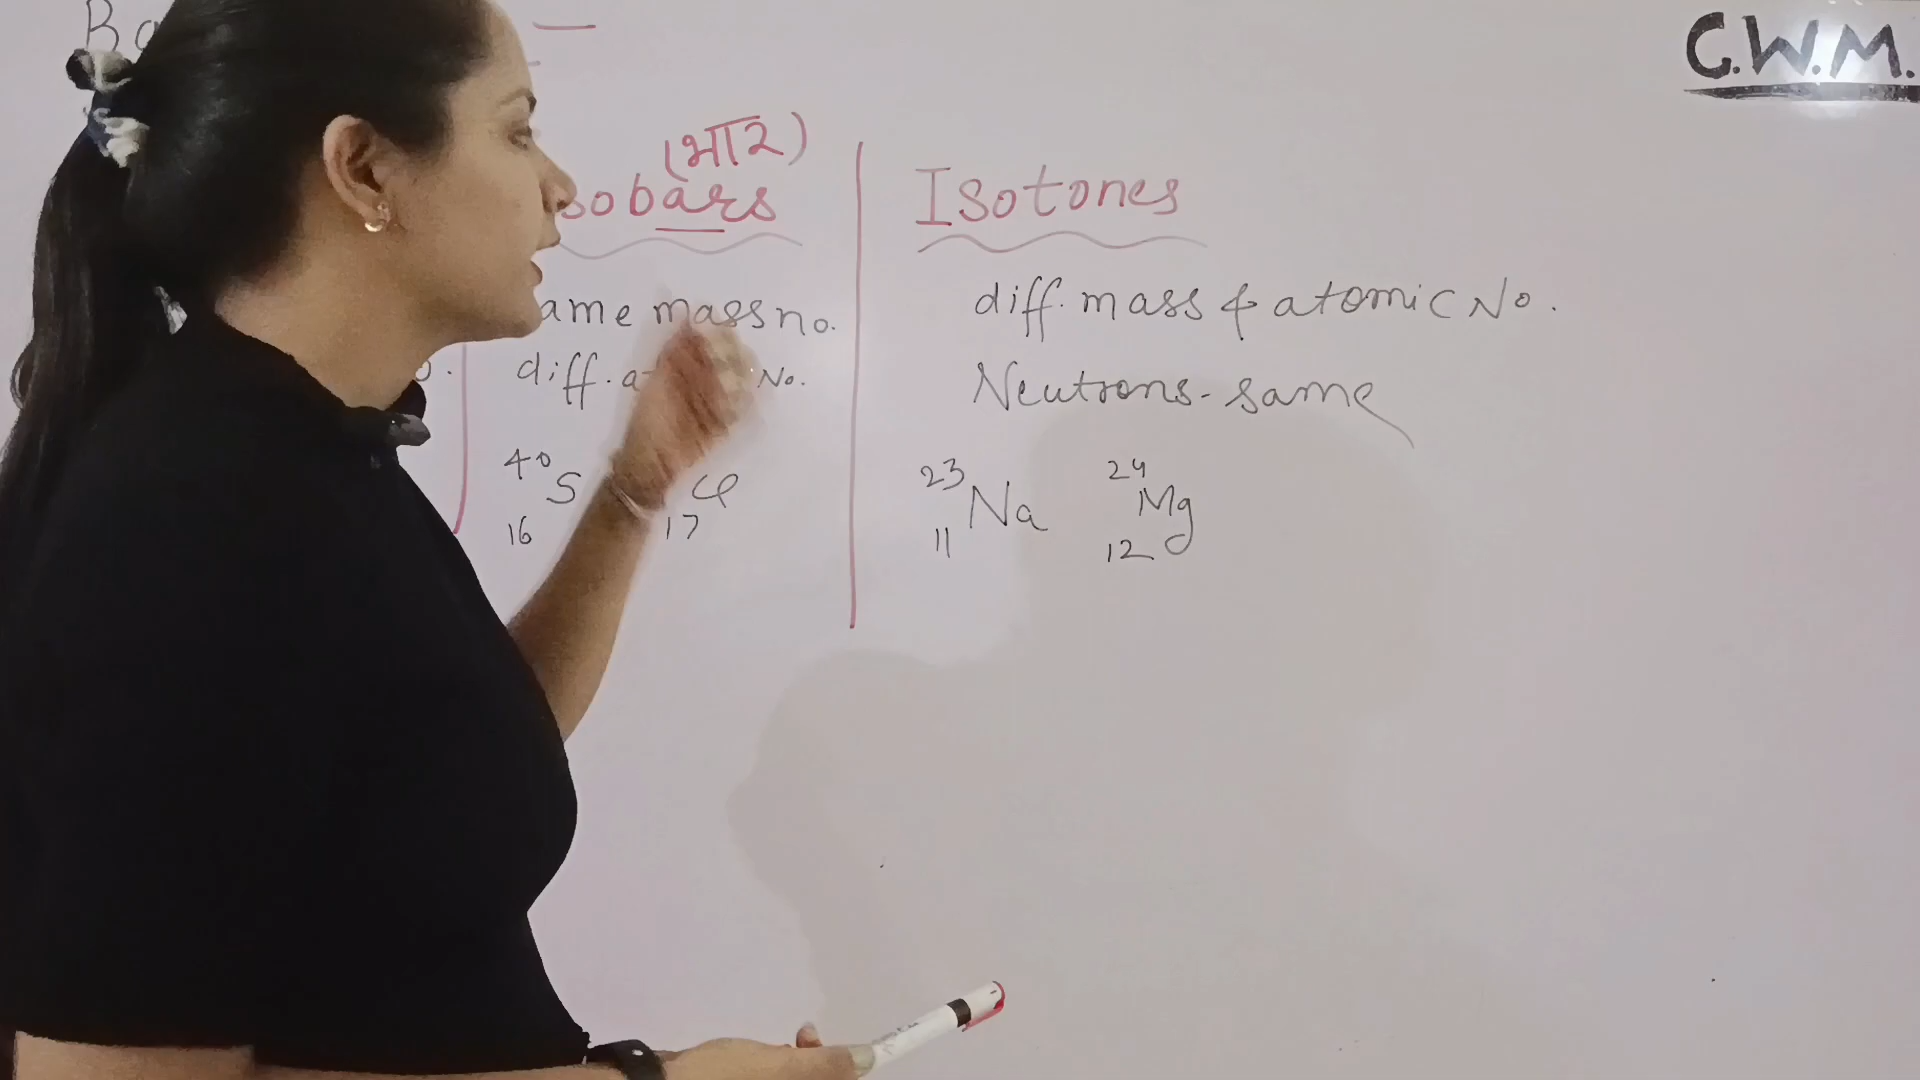 C.W.M.
(भार)
sobars
ame mass no.
diff. a No.
40 S 16
Cl 17
Isotones
diff. mass & atomic No.
Neutrons - same
23 Na 11
24 Mg 12